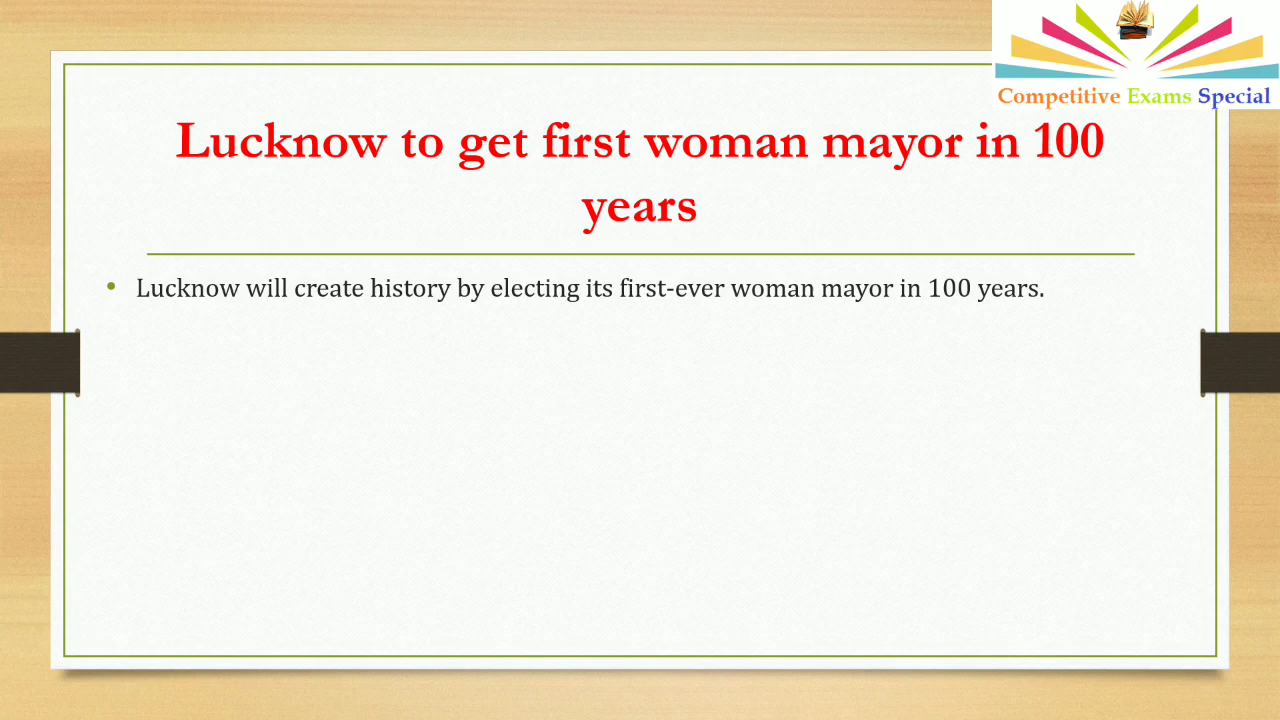 Competitive Exams Special
Lucknow to get first woman mayor in 100
years
• Lucknow will create history by electing its first-ever woman mayor in 100 years.